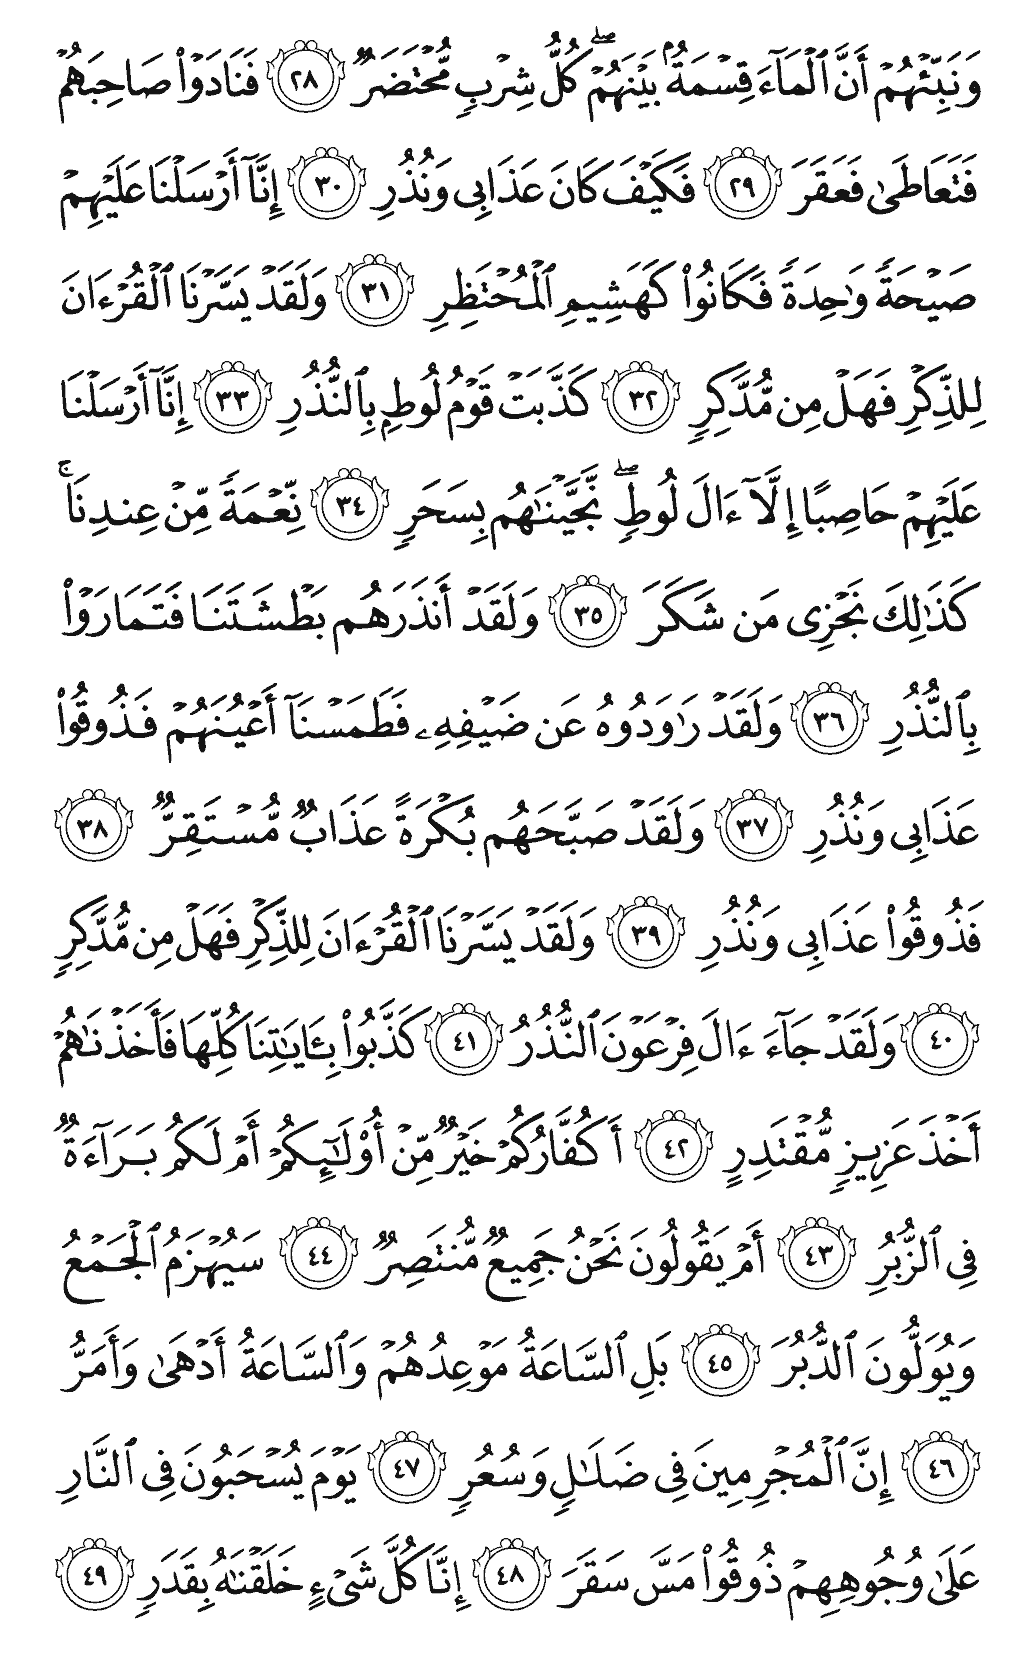 وَنَبِّئْهُمْ أَنَّ ٱلْمَآءَ قِسْمَةٌۢ بَيْنَهُمْ ۖ كُلُّ شِرْبٍ مُّحْتَضَرٌ ٢٨ فَنَادَوْا۟ صَاحِبَهُمْ
فَتَعَاطَىٰ فَعَقَرَ ٢٩ فَكَيْفَ كَانَ عَذَابِى وَنُذُرِ ٣٠ إِنَّآ أَرْسَلْنَا عَلَيْهِمْ
صَيْحَةً وَٰحِدَةً فَكَانُوا۟ كَهَشِيمِ ٱلْمُحْتَظِرِ ٣١ وَلَقَدْ يَسَّرْنَا ٱلْقُرْءَانَ
لِلذِّكْرِ فَهَلْ مِن مُّدَّكِرٍ ٣٢ كَذَّبَتْ قَوْمُ لُوطٍۭ بِٱلنُّذُرِ ٣٣ إِنَّآ أَرْسَلْنَا
عَلَيْهِمْ حَاصِبًا إِلَّآ ءَالَ لُوطٍ ۖ نَّجَّيْنَٰهُم بِسَحَرٍ ٣٤ نِّعْمَةً مِّنْ عِندِنَا ۚ
كَذَٰلِكَ نَجْزِى مَن شَكَرَ ٣٥ وَلَقَدْ أَنذَرَهُم بَطْشَتَنَا فَتَمَارَوْا۟
بِٱلنُّذُرِ ٣٦ وَلَقَدْ رَٰوَدُوهُ عَن ضَيْفِهِۦ فَطَمَسْنَآ أَعْيُنَهُمْ فَذُوقُوا۟
عَذَابِى وَنُذُرِ ٣٧ وَلَقَدْ صَبَّحَهُم بُكْرَةً عَذَابٌ مُّسْتَقِرٌّ ٣٨
فَذُوقُوا۟ عَذَابِى وَنُذُرِ ٣٩ وَلَقَدْ يَسَّرْنَا ٱلْقُرْءَانَ لِلذِّكْرِ فَهَلْ مِن مُّدَّكِرٍ
٤٠ وَلَقَدْ جَآءَ ءَالَ فِرْعَوْنَ ٱلنُّذُرُ ٤١ كَذَّبُوا۟ بِـَٔايَٰتِنَا كُلِّهَا فَأَخَذْنَٰهُمْ
أَخْذَ عَزِيزٍ مُّقْتَدِرٍ ٤٢ أَكُفَّارُكُمْ خَيْرٌ مِّنْ أُو۟لَٰٓئِكُمْ أَمْ لَكُم بَرَآءَةٌ
فِى ٱلزُّبُرِ ٤٣ أَمْ يَقُولُونَ نَحْنُ جَمِيعٌ مُّنتَصِرٌ ٤٤ سَيُهْزَمُ ٱلْجَمْعُ
وَيُوَلُّونَ ٱلدُّبُرَ ٤٥ بَلِ ٱلسَّاعَةُ مَوْعِدُهُمْ وَٱلسَّاعَةُ أَدْهَىٰ وَأَمَرُّ
٤٦ إِنَّ ٱلْمُجْرِمِينَ فِى ضَلَٰلٍ وَسُعُرٍ ٤٧ يَوْمَ يُسْحَبُونَ فِى ٱلنَّارِ
عَلَىٰ وُجُوهِهِمْ ذُوقُوا۟ مَسَّ سَقَرَ ٤٨ إِنَّا كُلَّ شَىْءٍ خَلَقْنَٰهُ بِقَدَرٍ ٤٩